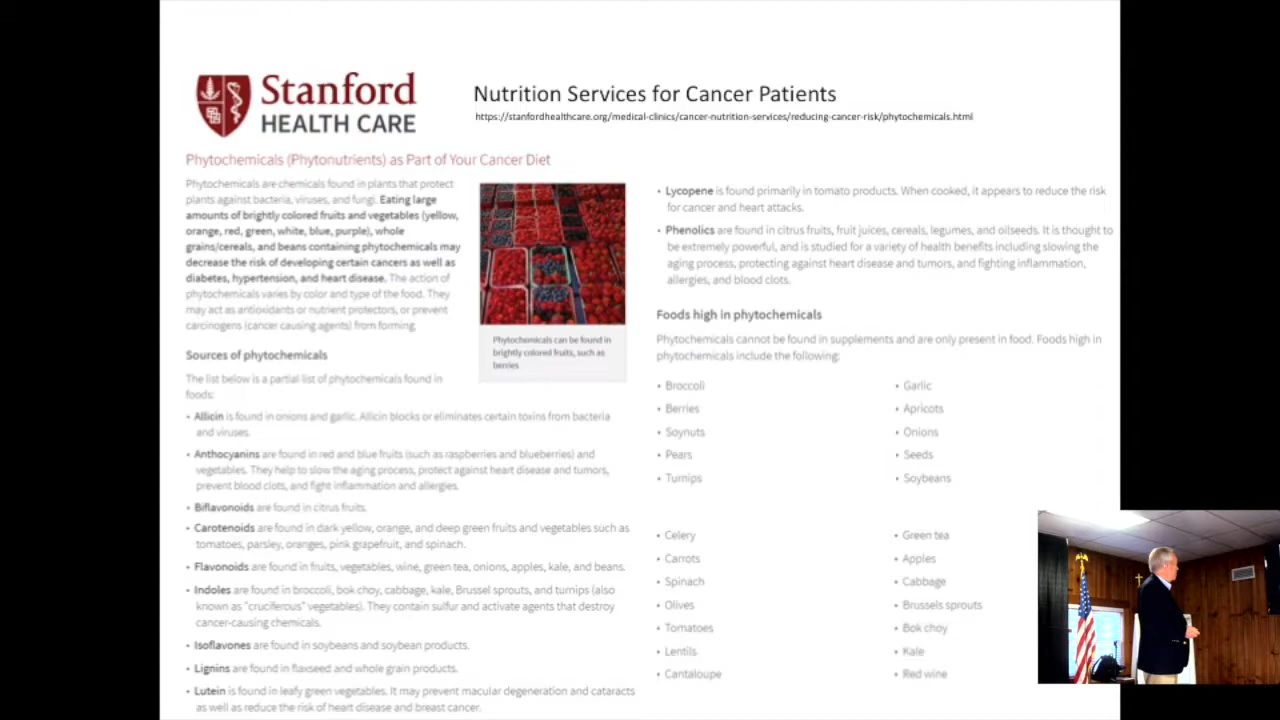 Stanford
HEALTH CARE
Nutrition Services for Cancer Patients
https://stanfordhealthcare.org/medical-clinics/cancer-nutrition-services/reducing-cancer-risk/phytochemicals.html
Phytochemicals (Phytonutrients) as Part of Your Cancer Diet
Phytochemicals are chemicals found in plants that protect
plants against bacteria, viruses, and fungi. Eating large
amounts of brightly colored fruits and vegetables (yellow,
orange, red, green, white, blue, purple), whole
grains/cereals, and beans containing phytochemicals may
decrease the risk of developing certain cancers as well as
diabetes, hypertension, and heart disease. The action of
phytochemicals varies by color and type of the food. They
may act as antioxidants or nutrient protectors, or prevent
carcinogens (cancer causing agents) from forming.
Phytochemicals can be found in
brightly colored fruits, such as
berries
Sources of phytochemicals
The list below is a partial list of phytochemicals found in
foods:
• Allicin is found in onions and garlic. Allicin blocks or eliminates certain toxins from bacteria
and viruses.
• Anthocyanins are found in red and blue fruits (such as raspberries and blueberries) and
vegetables. They help to slow the aging process, protect against heart disease and tumors,
prevent blood clots, and fight inflammation and allergies.
• Biflavonoids are found in citrus fruits.
• Carotenoids are found in dark yellow, orange, and deep green fruits and vegetables such as
tomatoes, parsley, oranges, pink grapefruit, and spinach.
• Flavonoids are found in fruits, vegetables, wine, green tea, onions, apples, kale, and beans.
• Indoles are found in broccoli, bok choy, cabbage, kale, Brussel sprouts, and turnips (also
known as "cruciferous" vegetables). They contain sulfur and activate agents that destroy
cancer-causing chemicals.
• Isoflavones are found in soybeans and soybean products.
• Lignins are found in flaxseed and whole grain products.
• Lutein is found in leafy green vegetables. It may prevent macular degeneration and cataracts
as well as reduce the risk of heart disease and breast cancer.
• Lycopene is found primarily in tomato products. When cooked, it appears to reduce the risk
for cancer and heart attacks.
• Phenolics are found in citrus fruits, fruit juices, cereals, legumes, and oilseeds. It is thought to
be extremely powerful, and is studied for a variety of health benefits including slowing the
aging process, protecting against heart disease and tumors, and fighting inflammation,
allergies, and blood clots.
Foods high in phytochemicals
Phytochemicals cannot be found in supplements and are only present in food. Foods high in
phytochemicals include the following:
• Broccoli
• Berries
• Soynuts
• Pears
• Turnips
• Garlic
• Apricots
• Onions
• Seeds
• Soybeans
• Celery
• Carrots
• Spinach
• Olives
• Tomatoes
• Lentils
• Cantaloupe
• Green tea
• Apples
• Cabbage
• Brussels sprouts
• Bok choy
• Kale
• Red wine